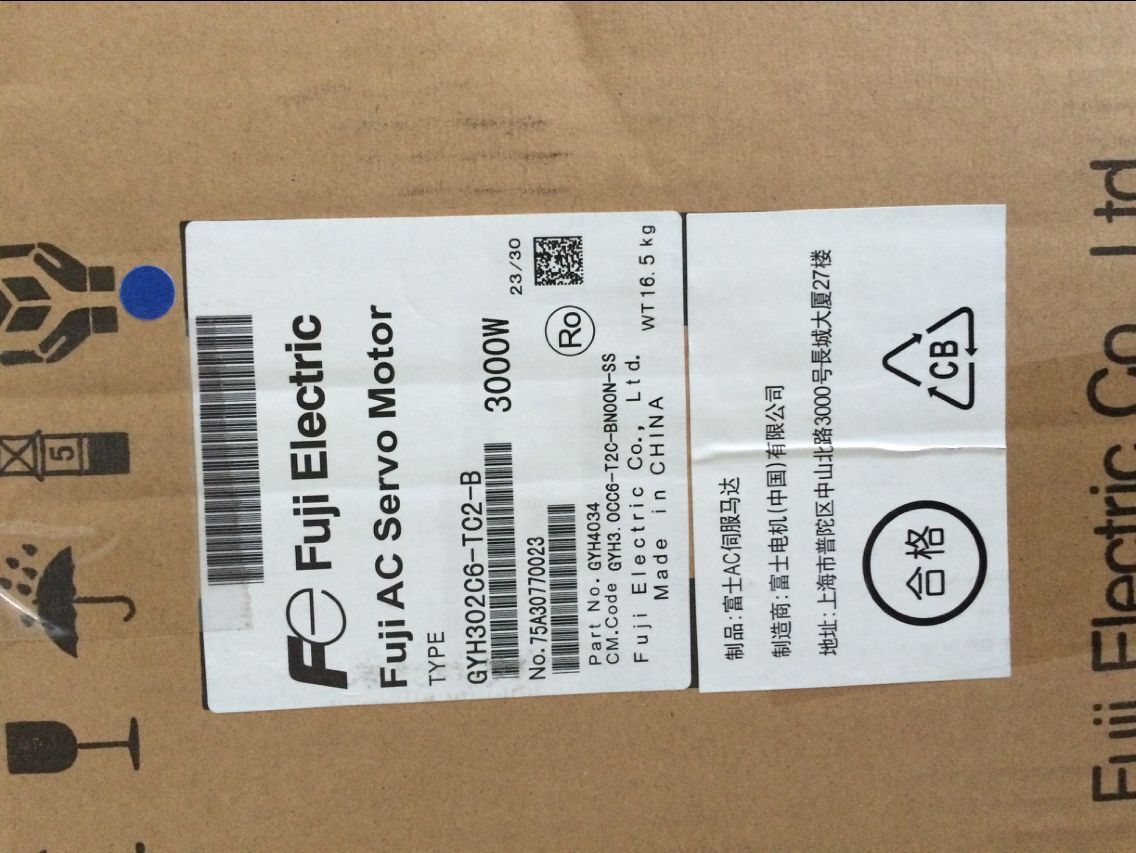 Fe Fuji Electric
Fuji AC Servo Motor
TYPE
23/30
GYH302C6-TC2-B 3000W
No. 75A30770023
Ro
Part No. GYH4034
CM.Code GYH3.0CC6-T2C-BN00N-SS
Fuji Electric Co., Ltd. WT16.5kg
Made in CHINA
制品:富士AC伺服马达
制造商:富士电机(中国)有限公司
地址:上海市普陀区中山北路3000号長城大厦27楼
合格
CB
5
Fuji Electric Co., Ltd